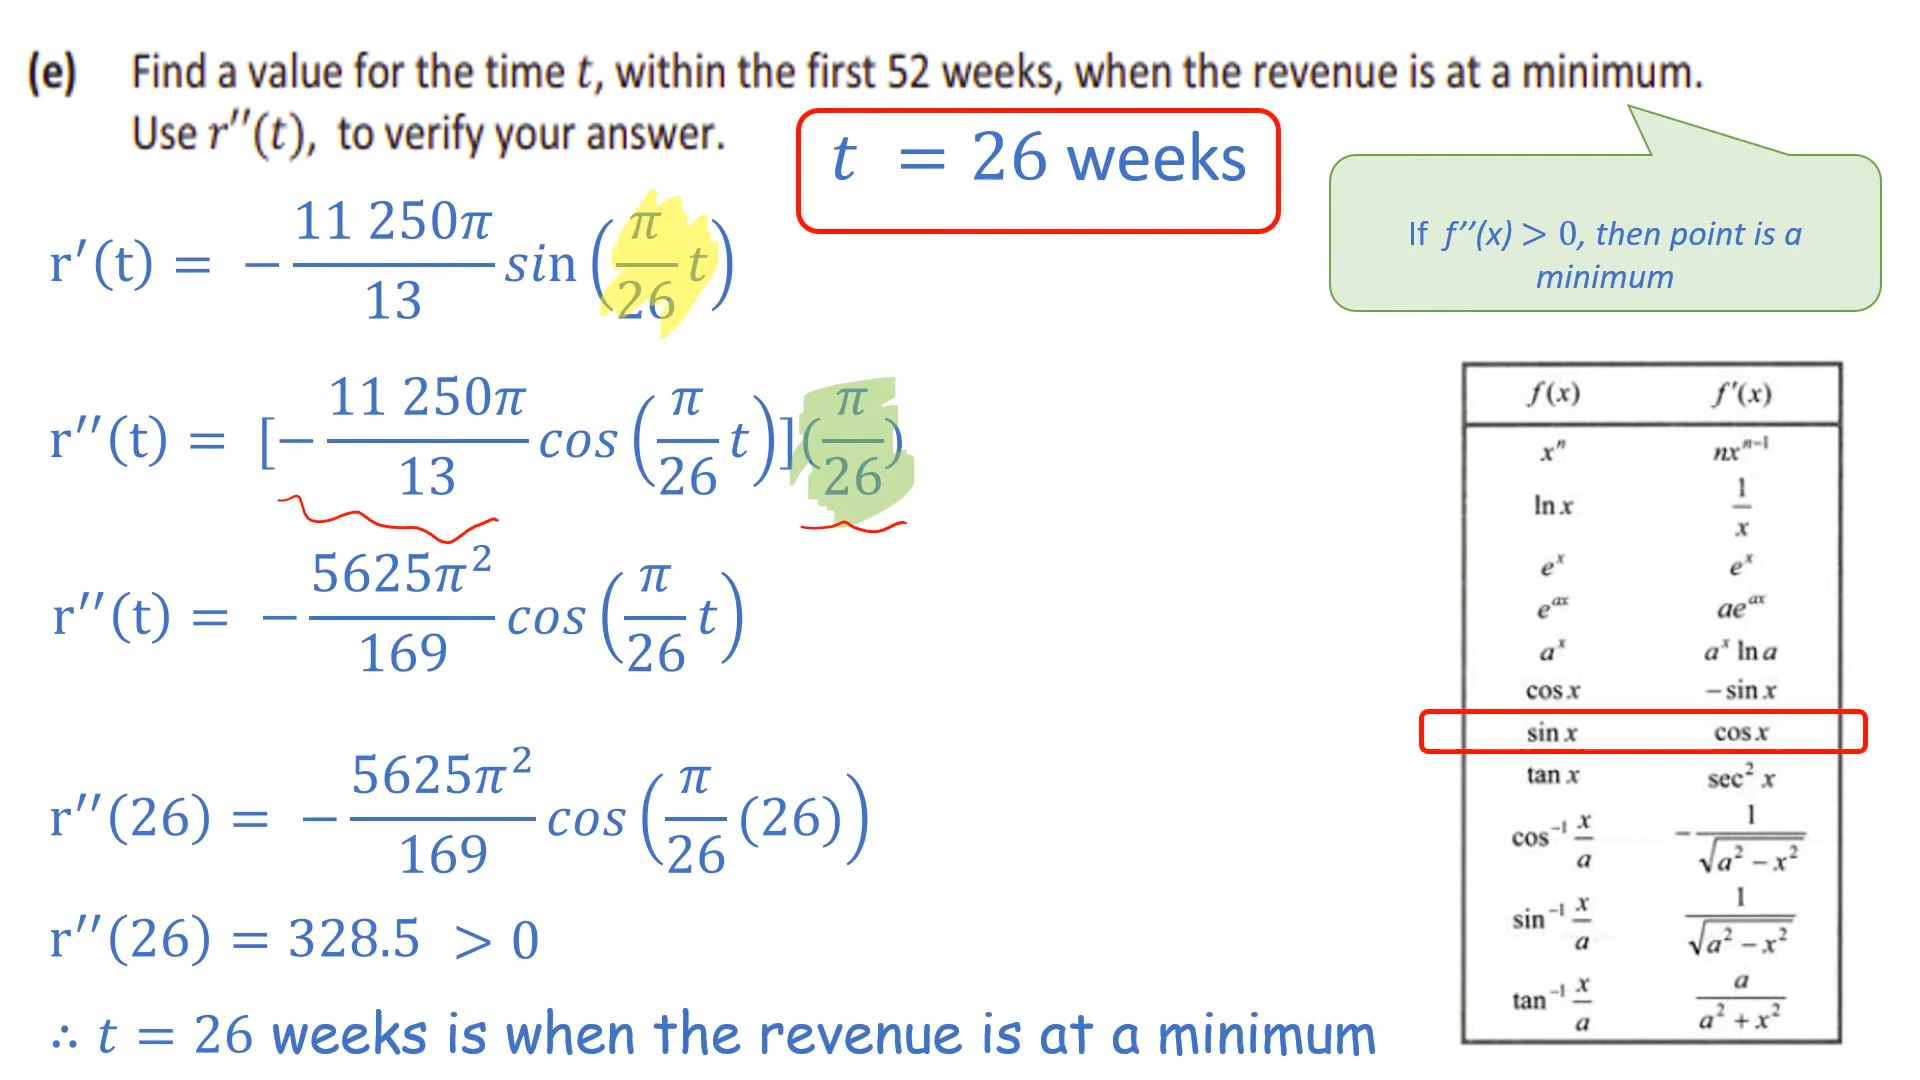 (e) Find a value for the time t, within the first 52 weeks, when the revenue is at a minimum.
Use r′′(t), to verify your answer.
t = 26 weeks
If f’’(x) > 0, then point is a
minimum
r′(t) = −11 250π/13 sin(π/26 t)
r′′(t) = [−11 250π/13 cos(π/26 t)](π/26)
r′′(t) = −5625π²/169 cos(π/26 t)
r′′(26) = −5625π²/169 cos(π/26 (26))
r′′(26) = 328.5 > 0
∴ t = 26 weeks is when the revenue is at a minimum
f(x) f′(x)
xⁿ nxⁿ⁻¹
ln x 1/x
eˣ eˣ
eᵃˣ aeᵃˣ
aˣ aˣ ln a
cos x − sin x
sin x cos x
tan x sec² x
cos⁻¹ x/a −1/√(a² − x²)
sin⁻¹ x/a 1/√(a² − x²)
tan⁻¹ x/a a/(a² + x²)